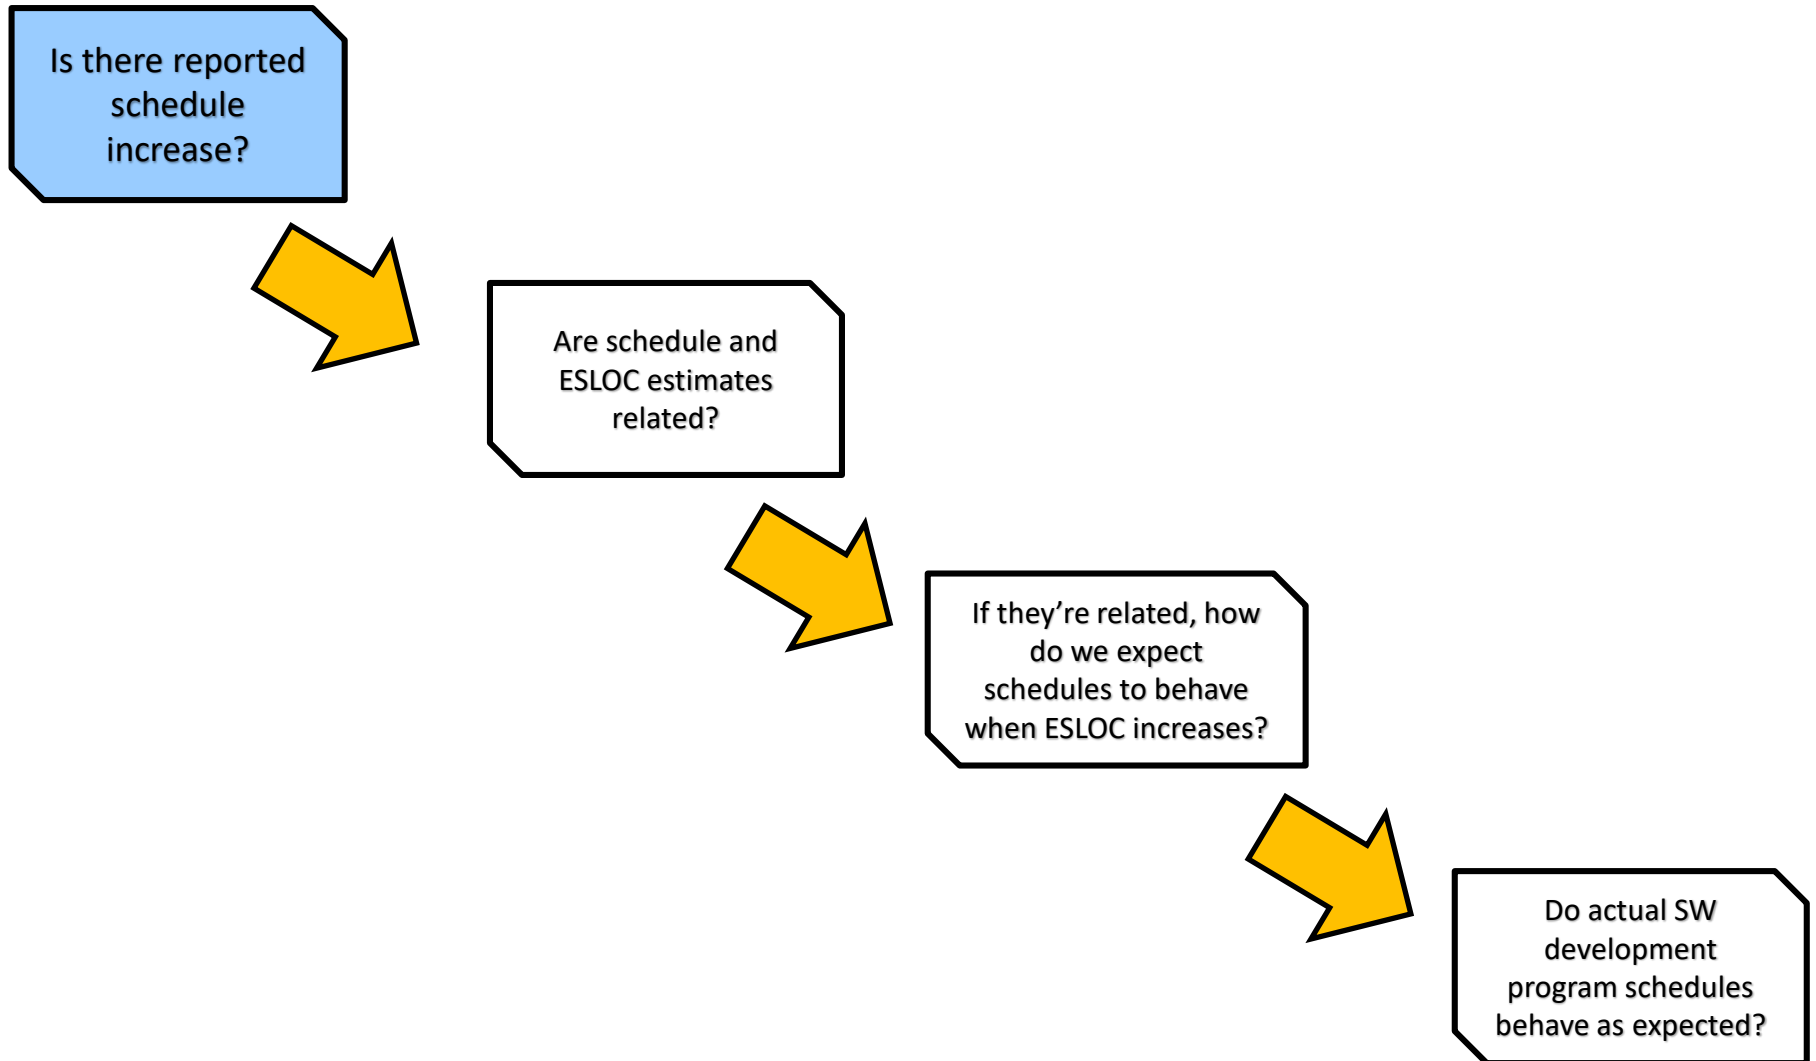 Is there reported
schedule
increase?
Are schedule and
ESLOC estimates
related?
If they’re related, how
do we expect
schedules to behave
when ESLOC increases?
Do actual SW
development
program schedules
behave as expected?